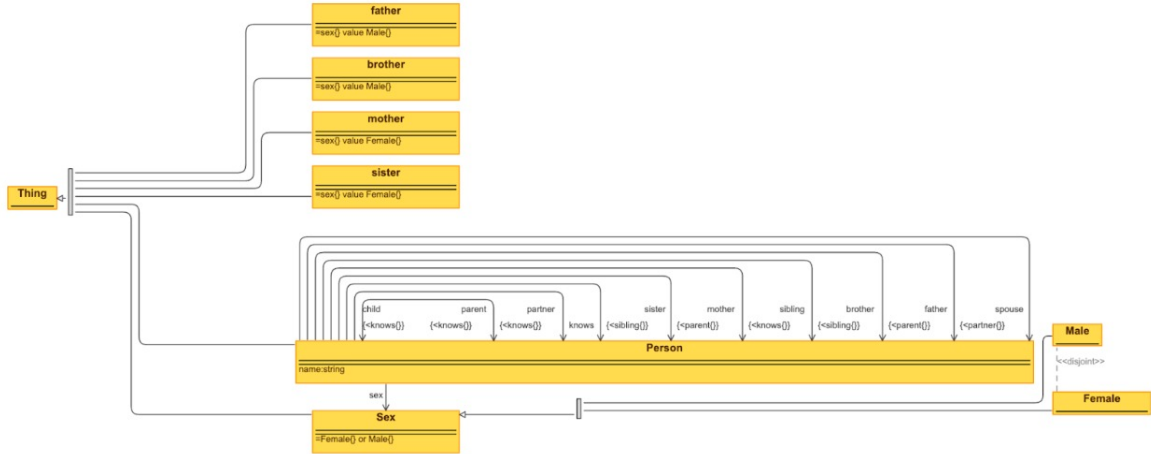 father
=sex{} value Male{}
brother
=sex{} value Male{}
mother
=sex{} value Female{}
sister
=sex{} value Female{}
Thing
child parent partner sister mother sibling brother father spouse
{<knows{}} {<knows{}} {<knows{}} knows {<sibling{}} {<parent{}} {<knows{}} {<sibling{}} {<parent{}} {<partner{}}
Person
name:string
Male
<<disjoint>>
Female
sex
Sex
=Female{} or Male{}